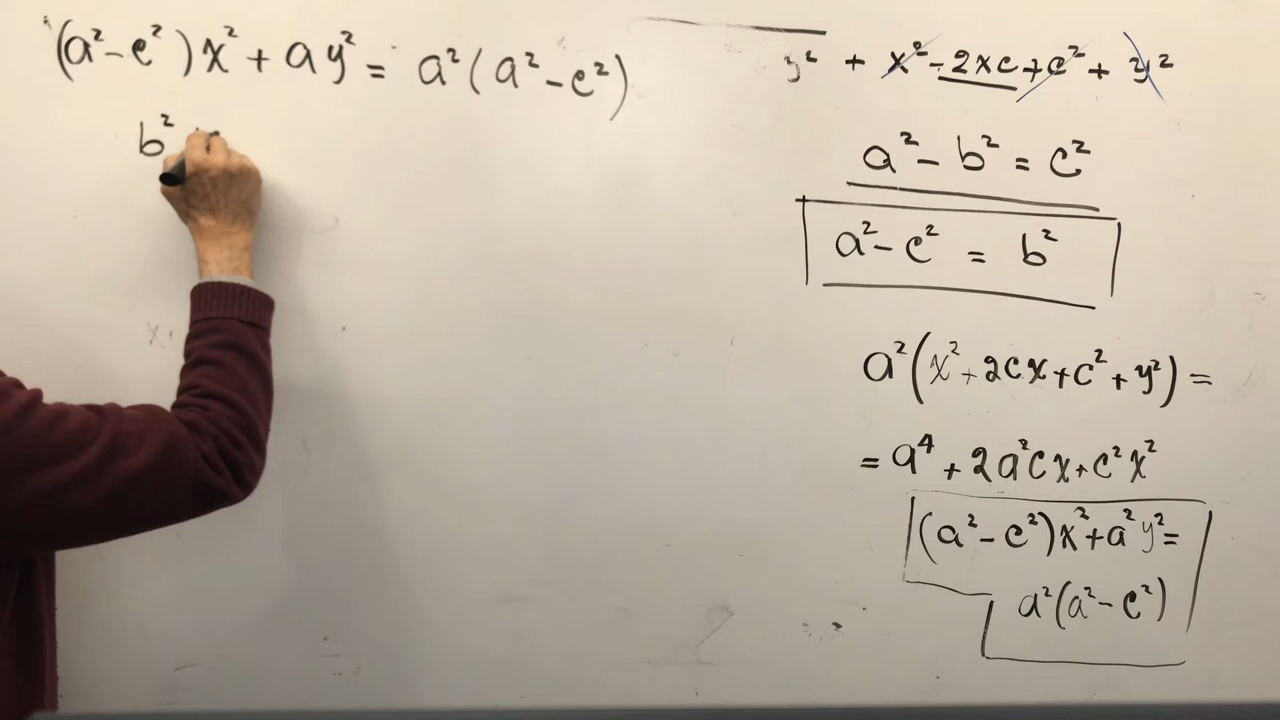 (a² - c²) x² + a y² = a² (a² - c²)
b²
y² + x² - 2xc + c² + y²
a² - b² = c²
a² - c² = b²
a² (x² + 2cx + c² + y²) =
= a⁴ + 2a²cx + c²x²
(a² - c²) x² + a² y² =
a² (a² - c²)